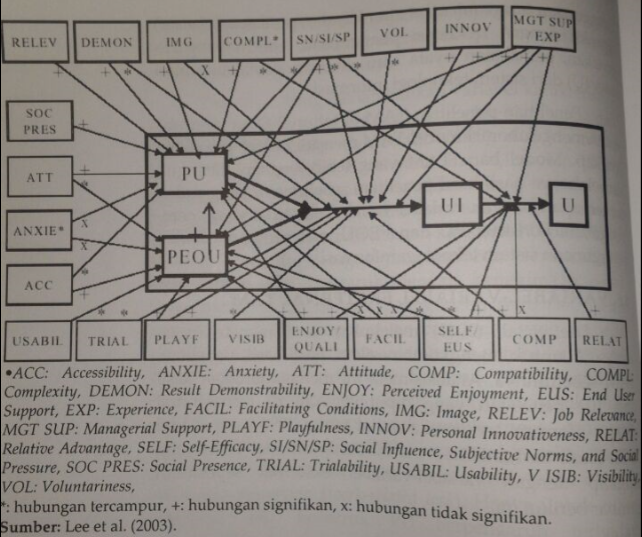 RELEV DEMON IMG COMPL* SN/SI/SP VOL INNOV MGT SUP
EXP
+ + * + X + * + * * * + + +
SOC
PRES
+
PU
ATT
+
*
UI U
ANXIE*
X
X
+
PEOU
ACC
*
+
* * + * + + X X X * + + X +
USABIL TRIAL PLAYF VISIB ENJOY/
QUALI FACIL SELF/
EUS COMP RELAT
•ACC: Accessibility, ANXIE: Anxiety, ATT: Attitude, COMP: Compatibility, COMPL:
Complexity, DEMON: Result Demonstrability, ENJOY: Perceived Enjoyment, EUS: End User
Support, EXP: Experience, FACIL: Facilitating Conditions, IMG: Image, RELEV: Job Relevance,
MGT SUP: Managerial Support, PLAYF: Playfulness, INNOV: Personal Innovativeness, RELAT:
Relative Advantage, SELF: Self-Efficacy, SI/SN/SP: Social Influence, Subjective Norms, and Social
Pressure, SOC PRES: Social Presence, TRIAL: Trialability, USABIL: Usability, V ISIB: Visibility,
VOL: Voluntariness,
*: hubungan tercampur, +: hubungan signifikan, x: hubungan tidak signifikan.
Sumber: Lee et al. (2003).